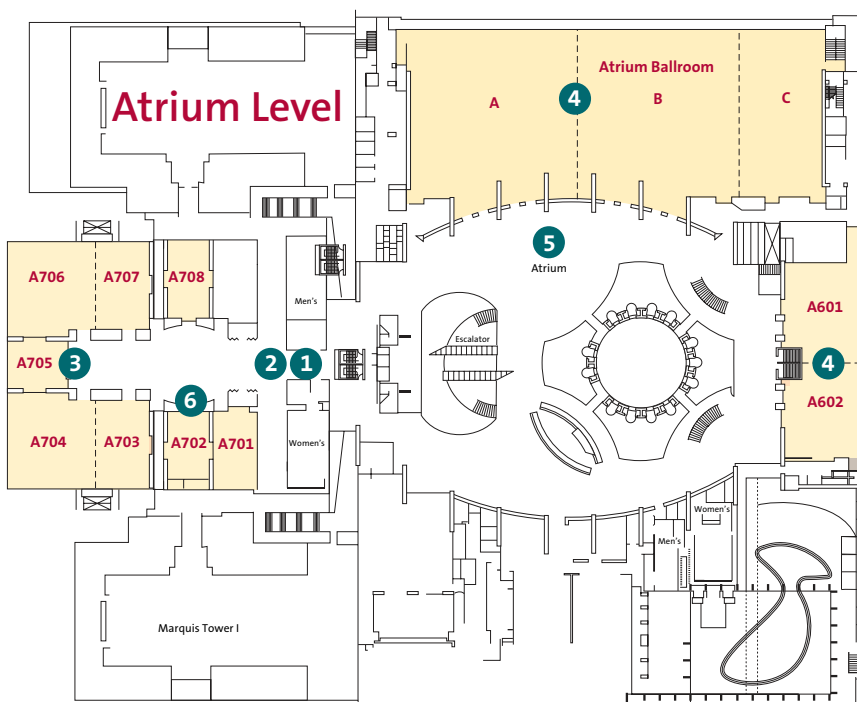 Atrium Level
Atrium Ballroom
A
4
B
C
5
Atrium
A706
A707
A708
Men's
A601
Escalator
A705
3
2
1
4
6
A602
A704
A703
A702
A701
Women's
Women's
Men's
Marquis Tower I